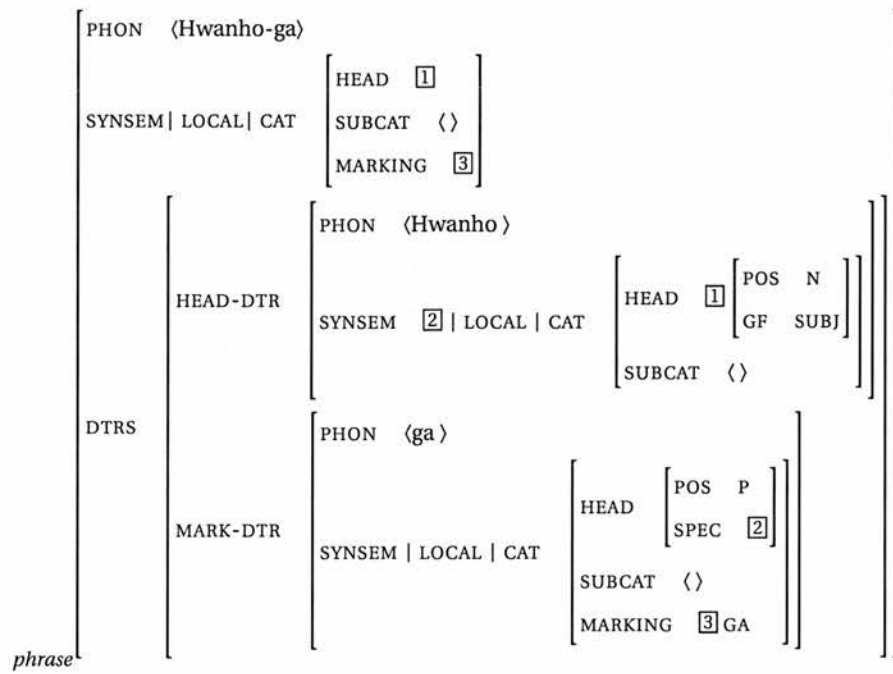 PHON ⟨Hwanho-ga⟩
HEAD 1
SYNSEM| LOCAL| CAT SUBCAT ⟨ ⟩
MARKING 3
PHON ⟨Hwanho ⟩
POS N
HEAD-DTR HEAD 1
SYNSEM 2 | LOCAL | CAT GF SUBJ
SUBCAT ⟨ ⟩
DTRS PHON ⟨ga ⟩
POS P
HEAD
MARK-DTR SPEC 2
SYNSEM | LOCAL | CAT
SUBCAT ⟨ ⟩
MARKING 3 GA
phrase